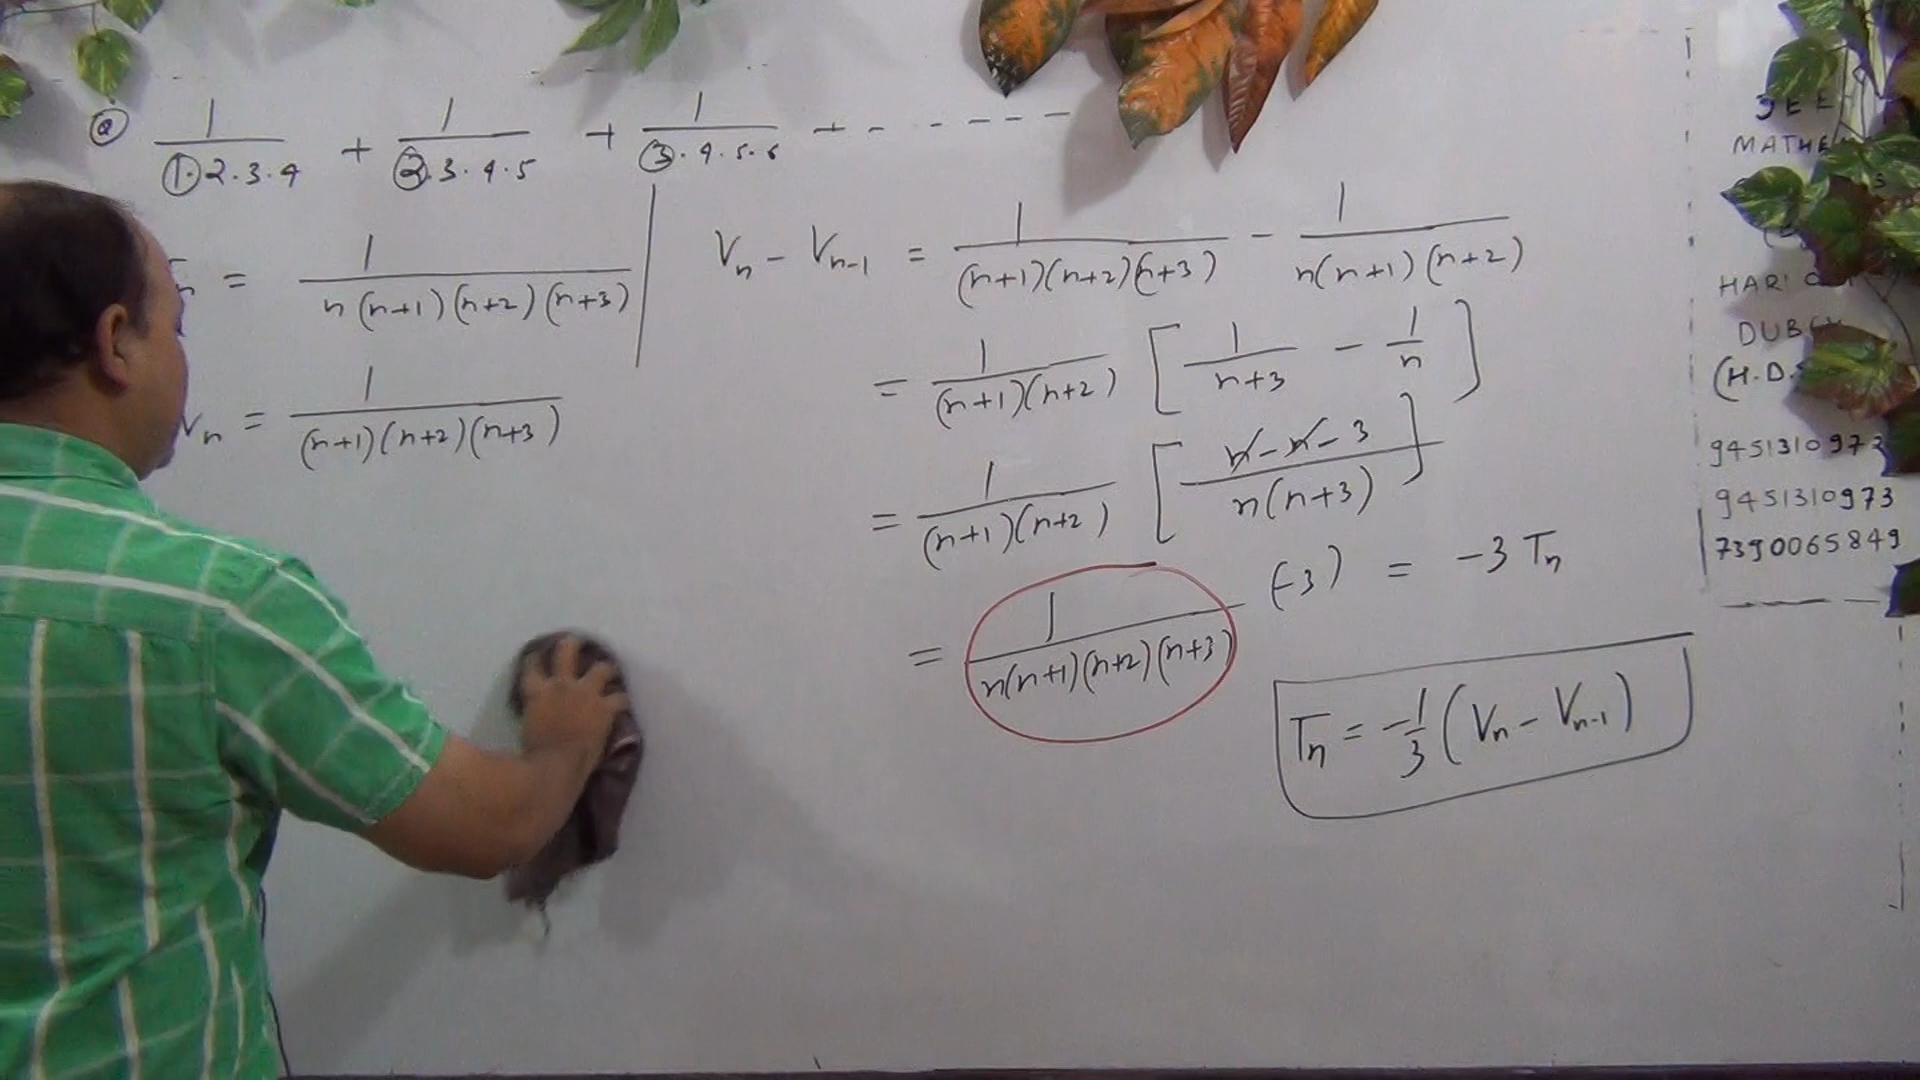 Q 1/(1.2.3.4) + 1/(2.3.4.5) + 1/(3.4.5.6) + - - - - - -
n = 1/(n(n+1)(n+2)(n+3))
Vn = 1/((n+1)(n+2)(n+3))
Vn - Vn-1 = 1/((n+1)(n+2)(n+3)) - 1/(n(n+1)(n+2))
= 1/((n+1)(n+2)) [1/(n+3) - 1/n]
= 1/((n+1)(n+2)) [(n-n-3)/(n(n+3))]
= 1/(n(n+1)(n+2)(n+3)) (-3) = -3 Tn
Tn = -1/3 (Vn - Vn-1)
JEE
MATHE
HARI
DUB
(H.D.
945131097
9451310973
7390065849